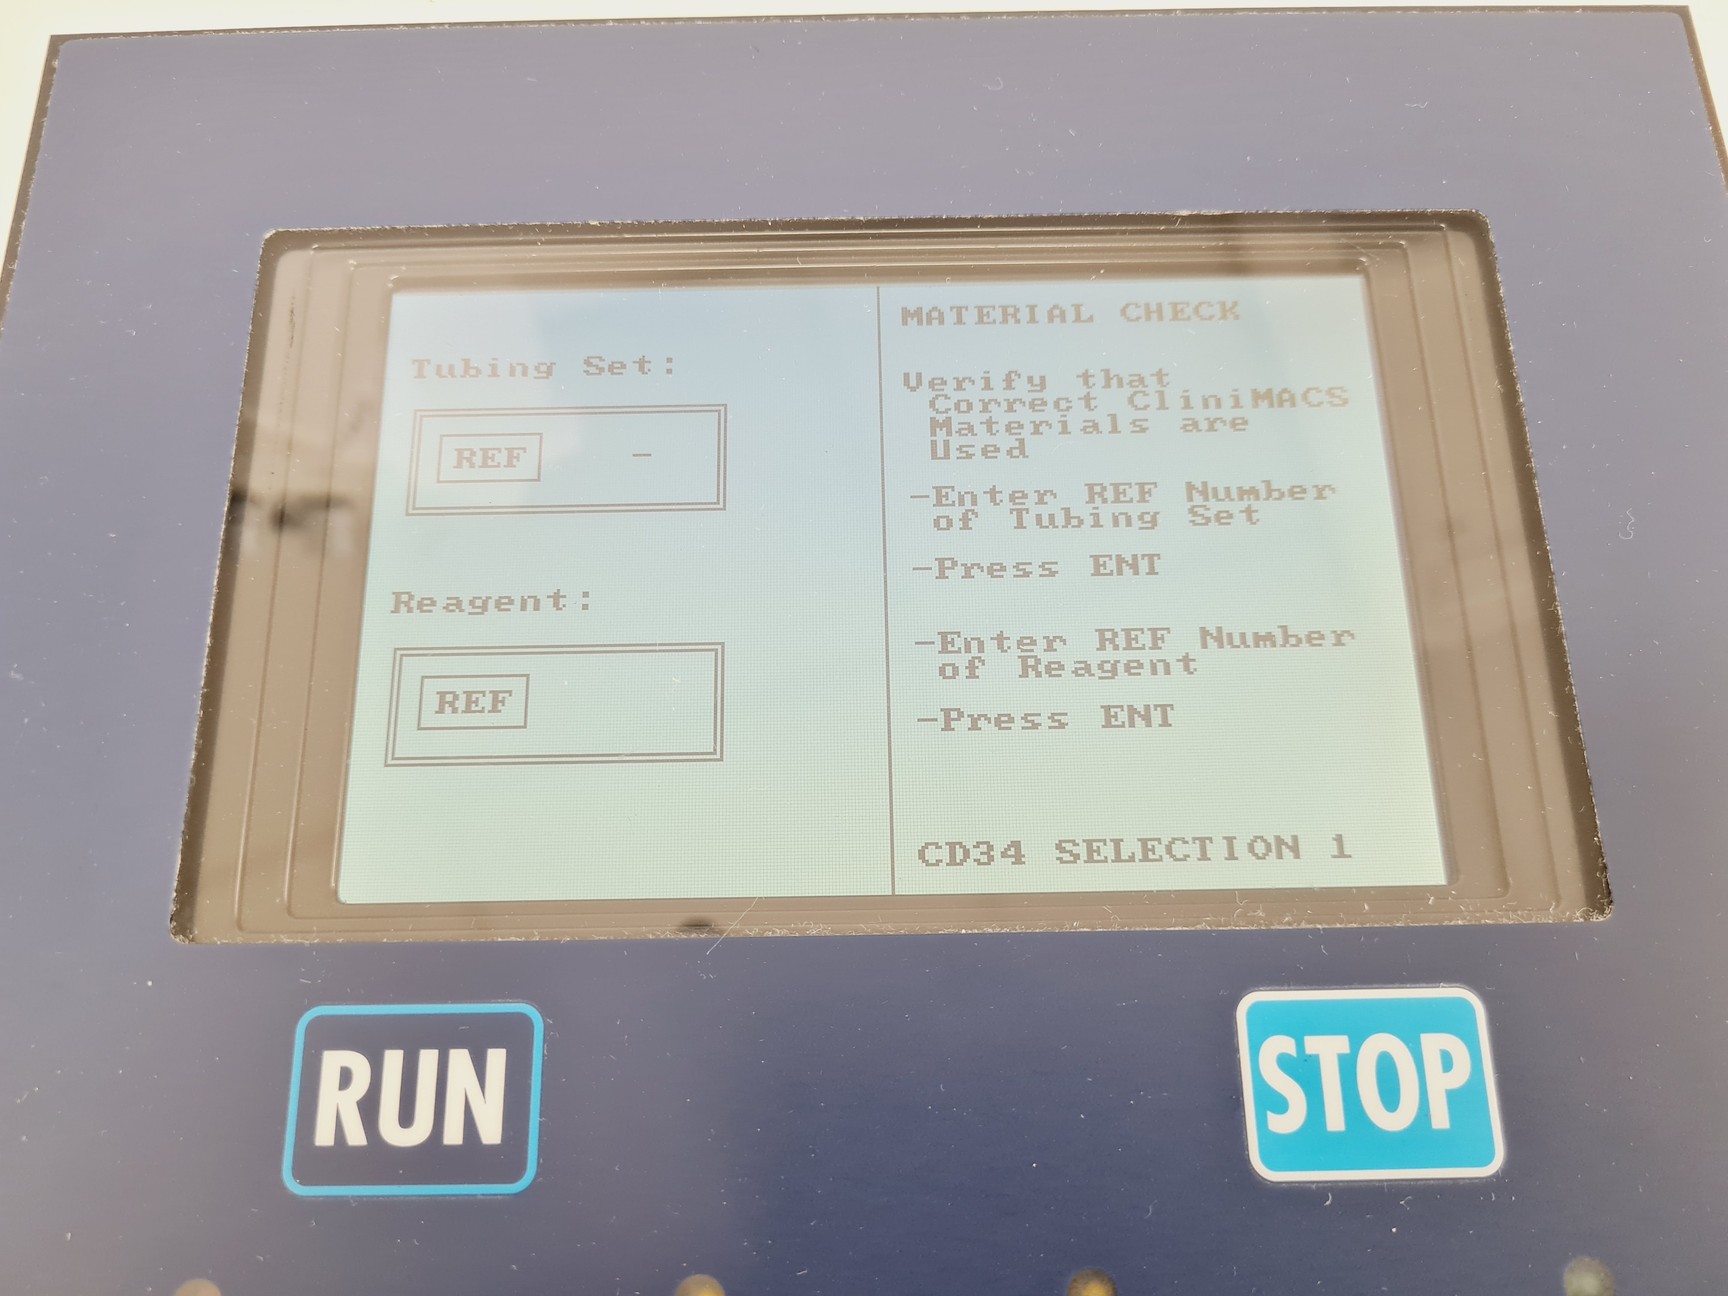 Tubing Set:
REF -
Reagent:
REF
MATERIAL CHECK
Verify that
Correct CliniMACS
Materials are
Used
-Enter REF Number
of Tubing Set
-Press ENT
-Enter REF Number
of Reagent
-Press ENT
CD34 SELECTION 1
RUN
STOP